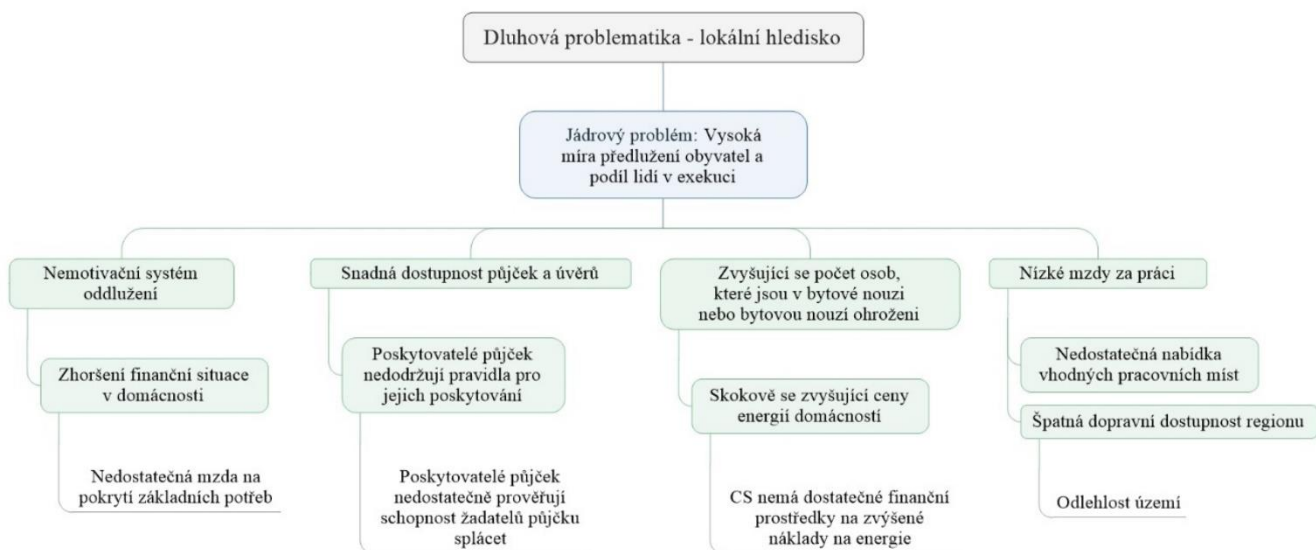 Dluhová problematika - lokální hledisko
Jádrový problém: Vysoká
míra předlužení obyvatel a
podíl lidí v exekuci
Nemotivační systém
oddlužení
Zhoršení finanční situace
v domácnosti
Nedostatečná mzda na
pokrytí základních potřeb
Snadná dostupnost půjček a úvěrů
Poskytovatelé půjček
nedodržují pravidla pro
jejich poskytování
Poskytovatelé půjček
nedostatečně prověřují
schopnost žadatelů půjčku
splácet
Zvyšující se počet osob,
které jsou v bytové nouzi
nebo bytovou nouzí ohroženi
Skokově se zvyšující ceny
energií domácností
CS nemá dostatečné finanční
prostředky na zvýšené
náklady na energie
Nízké mzdy za práci
Nedostatečná nabídka
vhodných pracovních míst
Špatná dopravní dostupnost regionu
Odlehlost území